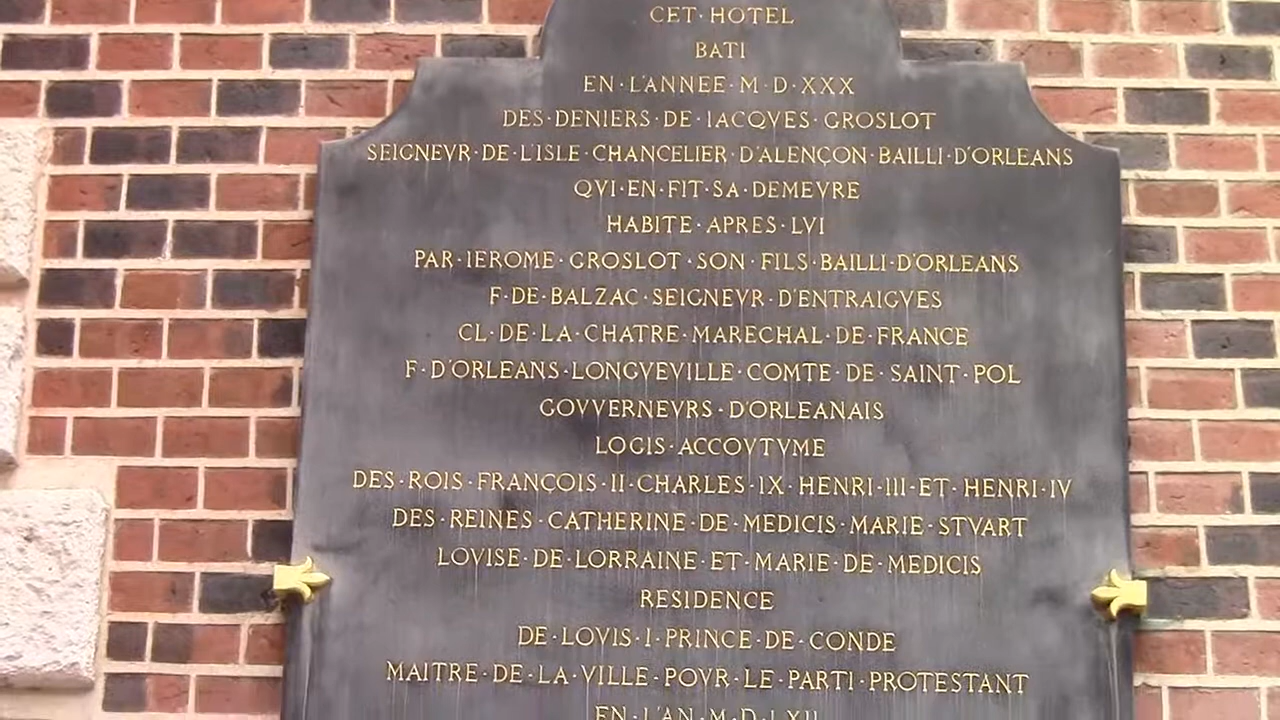 CET·HOTEL
BATI
EN·L'ANNEE·M·D·XXX
DES·DENIERS·DE·IACQVES·GROSLOT
SEIGNEVR·DE·L'ISLE·CHANCELIER·D'ALENÇON·BAILLI·D'ORLEANS
QVI·EN·FIT·SA·DEMEVRE
HABITE·APRES·LVI
PAR·IEROME·GROSLOT·SON·FILS·BAILLI·D'ORLEANS
F·DE·BALZAC·SEIGNEVR·D'ENTRAIGVES
CL·DE·LA·CHATRE·MARECHAL·DE·FRANCE
F·D'ORLEANS·LONGVEVILLE·COMTE·DE·SAINT·POL
GOVVERNEVRS·D'ORLEANAIS
LOGIS·ACCOVTVME
DES·ROIS·FRANÇOIS·II·CHARLES·IX·HENRI·III·ET·HENRI·IV
DES·REINES·CATHERINE·DE·MEDICIS·MARIE·STVART
LOVISE·DE·LORRAINE·ET·MARIE·DE·MEDICIS
RESIDENCE
DE·LOVIS·I·PRINCE·DE·CONDE
MAITRE·DE·LA·VILLE·POVR·LE·PARTI·PROTESTANT
EN·L'AN·M·D·LXII